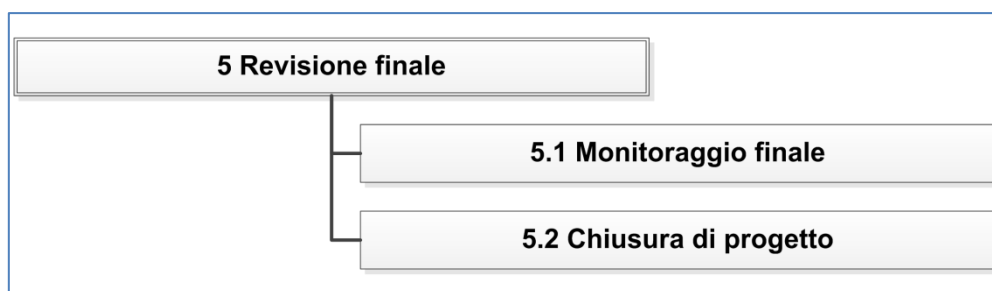 5 Revisione finale
5.1 Monitoraggio finale
5.2 Chiusura di progetto